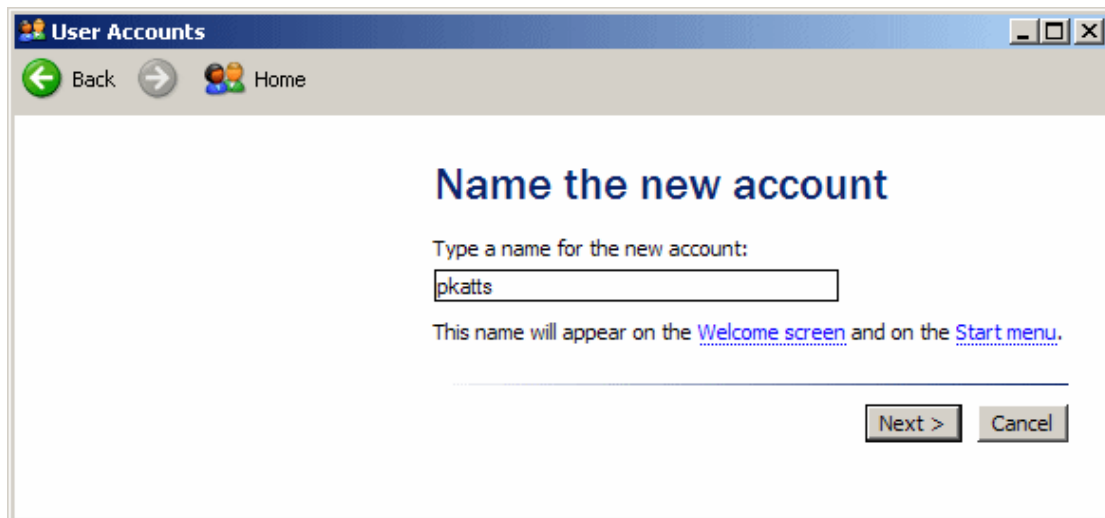 User Accounts
Back Home
Name the new account
Type a name for the new account:
pkatts
This name will appear on the Welcome screen and on the Start menu.
Next > Cancel